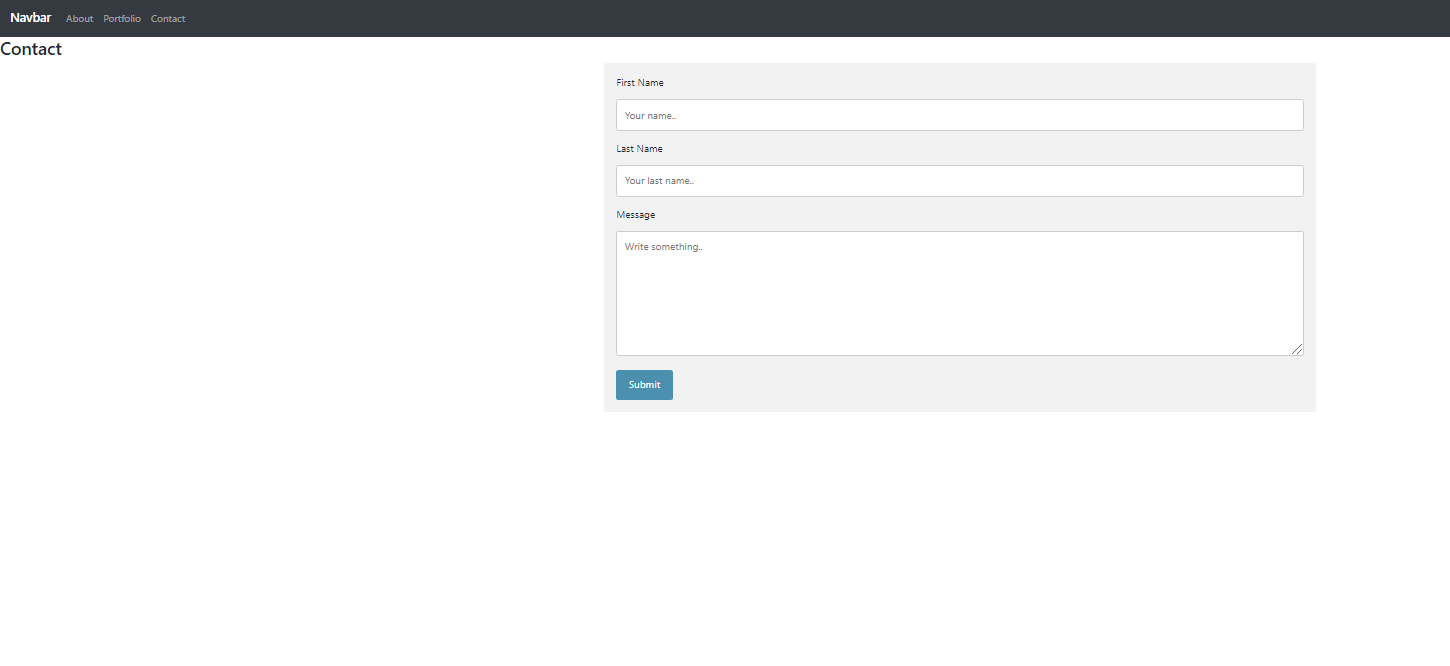 Navbar About Portfolio Contact
Contact
First Name
Your name..
Last Name
Your last name..
Message
Write something..
Submit